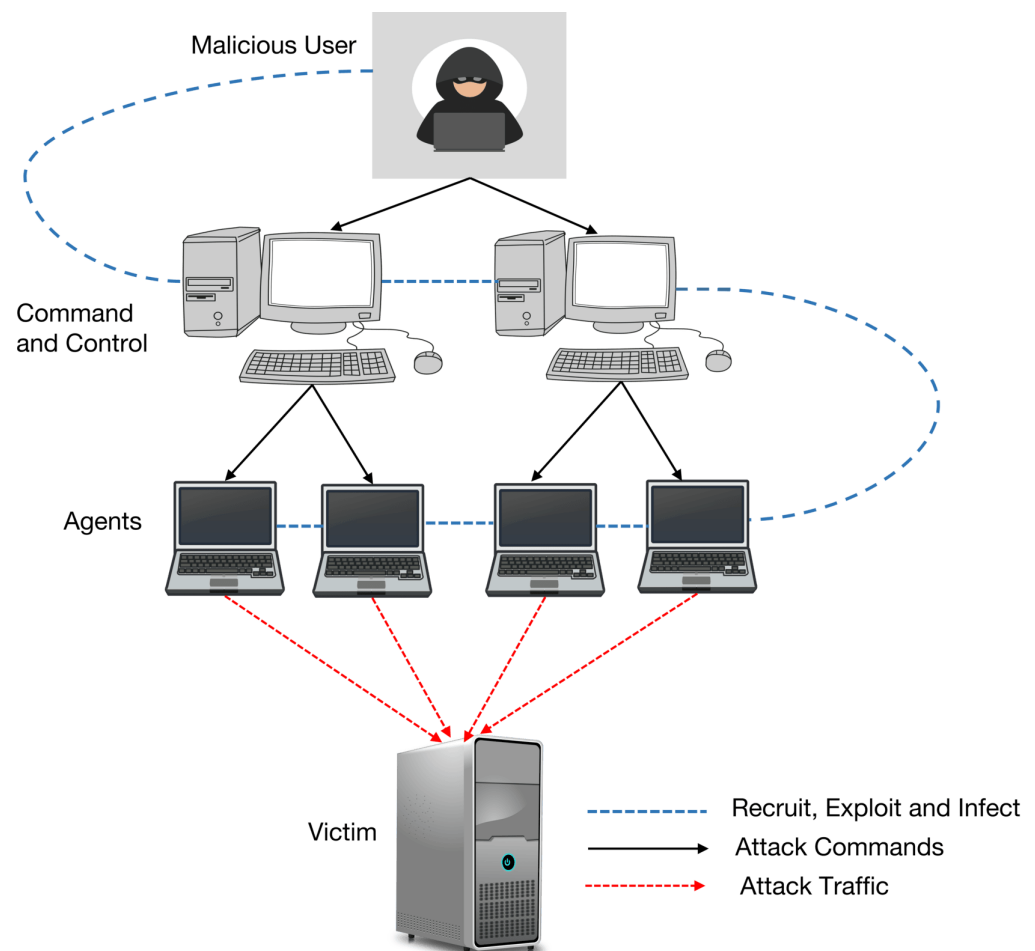 Malicious User
Command
and Control
Agents
Victim
Recruit, Exploit and Infect
Attack Commands
Attack Traffic